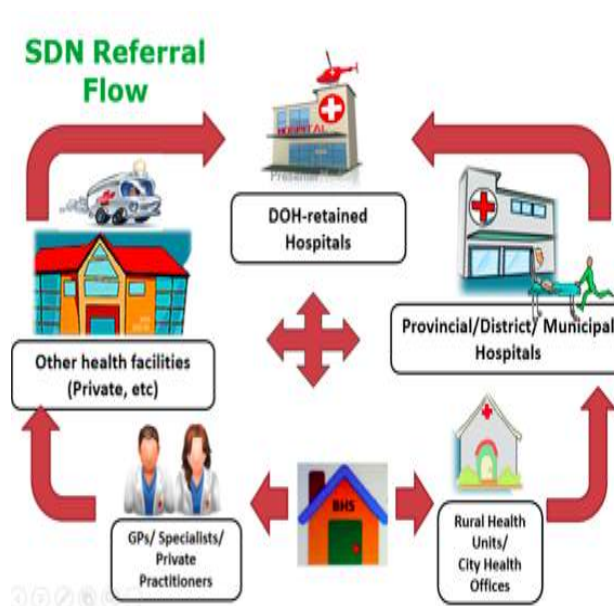 SDN Referral
Flow
HOSPITAL
DOH-retained
Hospitals
Provincial/District/ Municipal
Hospitals
Other health facilities
(Private, etc)
BHS
GPs/ Specialists/
Private
Practitioners
Rural Health
Units/
City Health
Offices